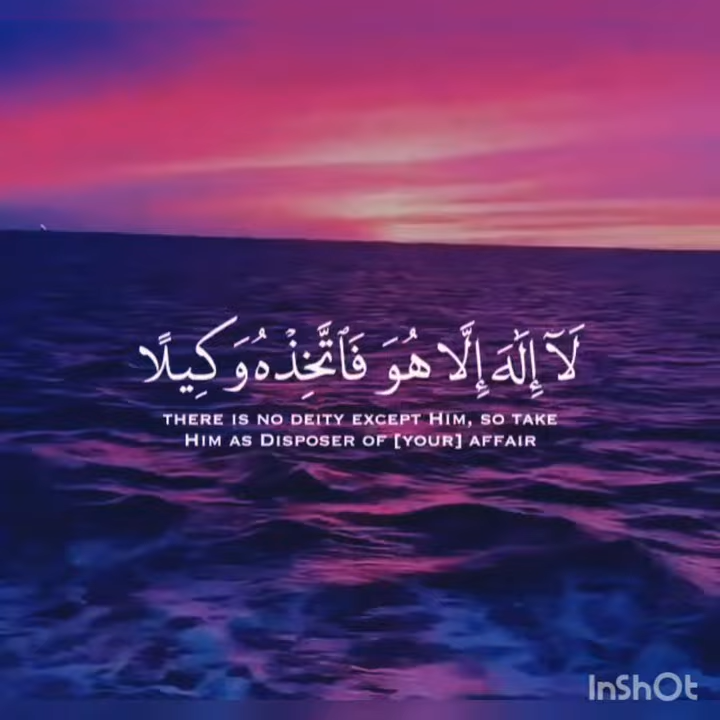 لَآ إِلَٰهَ إِلَّا هُوَ فَٱتَّخِذْهُ وَكِيلًا
THERE IS NO DEITY EXCEPT HIM, SO TAKE
HIM AS DISPOSER OF [YOUR] AFFAIR
InShOt